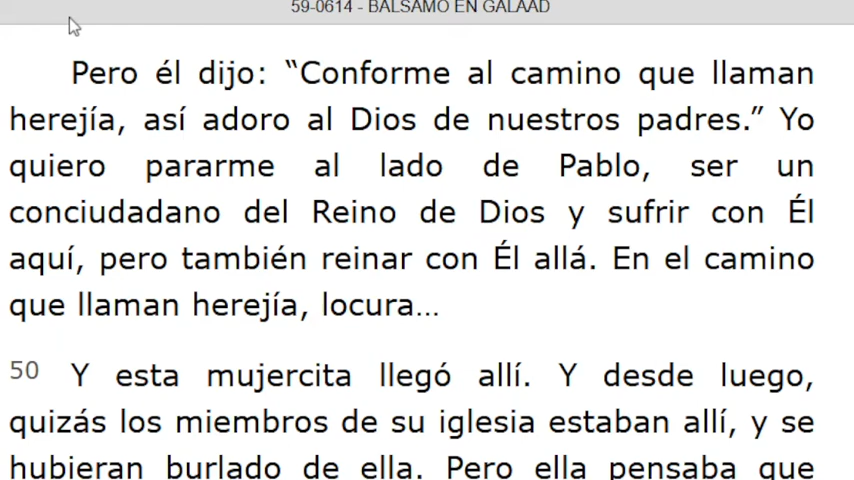 59-0614 - BALSAMO EN GALAAD
Pero él dijo: “Conforme al camino que llaman
herejía, así adoro al Dios de nuestros padres.” Yo
quiero pararme al lado de Pablo, ser un
conciudadano del Reino de Dios y sufrir con Él
aquí, pero también reinar con Él allá. En el camino
que llaman herejía, locura…
50 Y esta mujercita llegó allí. Y desde luego,
quizás los miembros de su iglesia estaban allí, y se
hubieran burlado de ella. Pero ella pensaba que